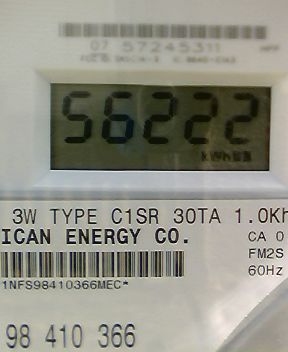 07 57245311
56222
kWh
3W TYPE C1SR 30TA 1.0Kh
ICAN ENERGY CO.
CA 0
FM2S
60Hz
1NFS98410366MEC*
98 410 366